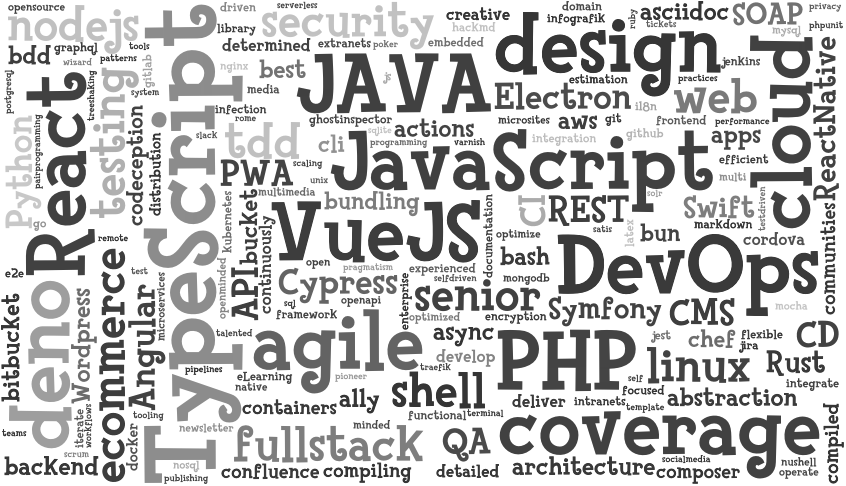 opensource
driven
serverless
creative
domain
infografik
ruby
asciidoc
SOAP
privacy
phpunit
nodejs
library
security
hackmd
tickets
mysql
bdd
graphql
tools
wizard
patterns
gitlab
determined
extranets
poker
embedded
design
jenkins
cloud
ReactNative
postgresql
React
treeshaking
testing
system
TypeScript
nginx
best
media
JAVA
estimation
practices
Electron
i18n
web
infection
rome
ghostinspector
microsites
aws
git
frontend
performance
Python
pairprogramming
codeception
distribution
slack
tdd
cli
sqlite
actions
programming
varnish
integration
github
apps
efficient
PWA
scaling
unix
JavaScript
multi
solr
testdriven
go
multimedia
bundling
CI
REST
Swift
markdown
communities
kubernetes
bucket
continuously
VueJS
documentation
optimize
satis
latex
bun
cordova
remote
open
pragmatism
experienced
selfdriven
bash
mongodb
DevOps
e2e
deno
Wordpress
ecommerce
test
microservices
Angular
openminded
API
Cypress
sql
openapi
framework
enterprise
senior
optimized
encryption
Symfony
CMS
mocha
bitbucket
talented
agile
async
develop
traefik
PHP
jest
chef
flexible
jira
CD
linux
Rust
integrate
pipelines
eLearning
native
pioneer
shell
self
focused
template
abstraction
containers
ally
functional
terminal
deliver
intranets
coverage
compiled
teams
iterate
workflows
scrum
tooling
docker
newsletter
minded
fullstack
QA
backend
nosql
publishing
confluence
compiling
detailed
architecture
socialmedia
composer
nushell
operate